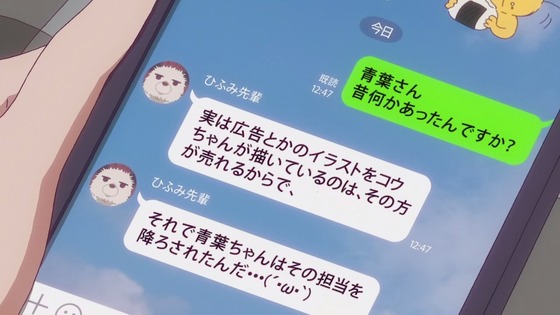 今日
青葉さん
昔何かあったんですか?
既読
12:47
ひふみ先輩
実は広告とかのイラストをコウ
ちゃんが描いているのは、その方
が売れるからで、
12:47
ひふみ先輩
それで青葉ちゃんはその担当を
降ろされたんだ・・・(´・ω・`)